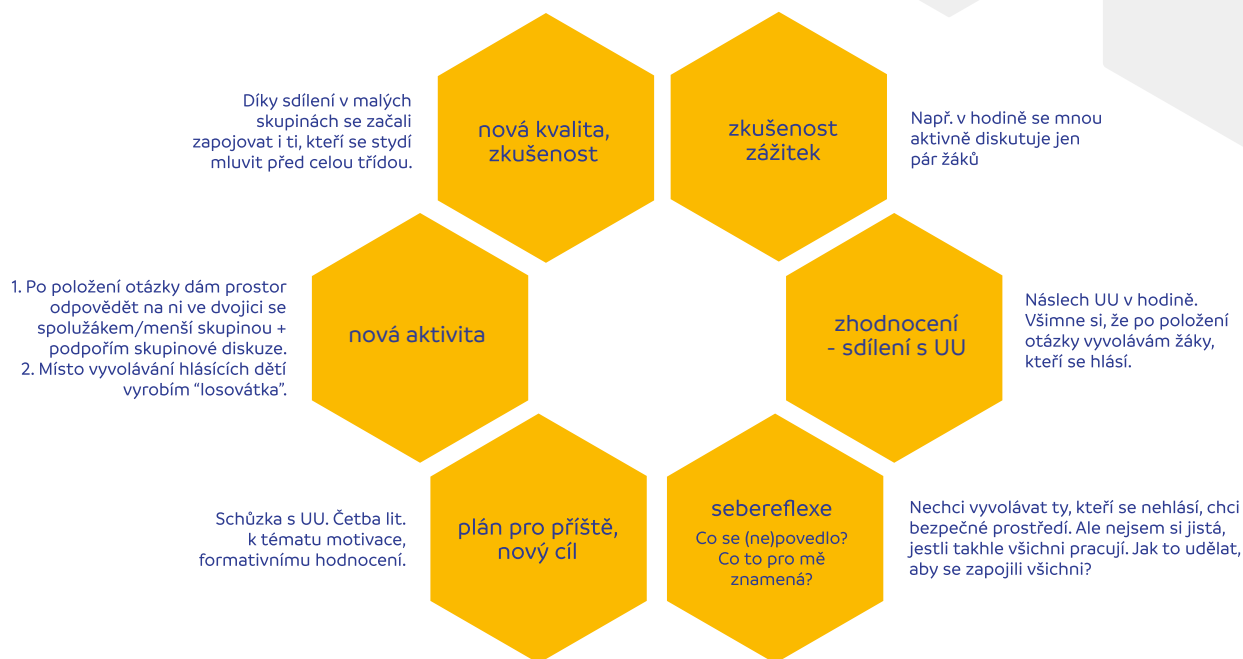 Díky sdílení v malých
skupinách se začali
zapojovat i ti, kteří se stydí
mluvit před celou třídou.
nová kvalita,
zkušenost
zkušenost
zážitek
Např. v hodině se mnou
aktivně diskutuje jen
pár žáků
1. Po položení otázky dám prostor
odpovědět na ni ve dvojici se
spolužákem/menší skupinou +
podpořím skupinové diskuze.
2. Místo vyvolávání hlásících dětí
vyrobím “losovátka”.
nová aktivita
zhodnocení
- sdílení s UU
Náslech UU v hodině.
Všimne si, že po položení
otázky vyvolávám žáky,
kteří se hlásí.
Schůzka s UU. Četba lit.
k tématu motivace,
formativnímu hodnocení.
plán pro příště,
nový cíl
sebereflexe
Co se (ne)povedlo?
Co to pro mě
znamená?
Nechci vyvolávat ty, kteří se nehlásí, chci
bezpečné prostředí. Ale nejsem si jistá,
jestli takhle všichni pracují. Jak to udělat,
aby se zapojili všichni?